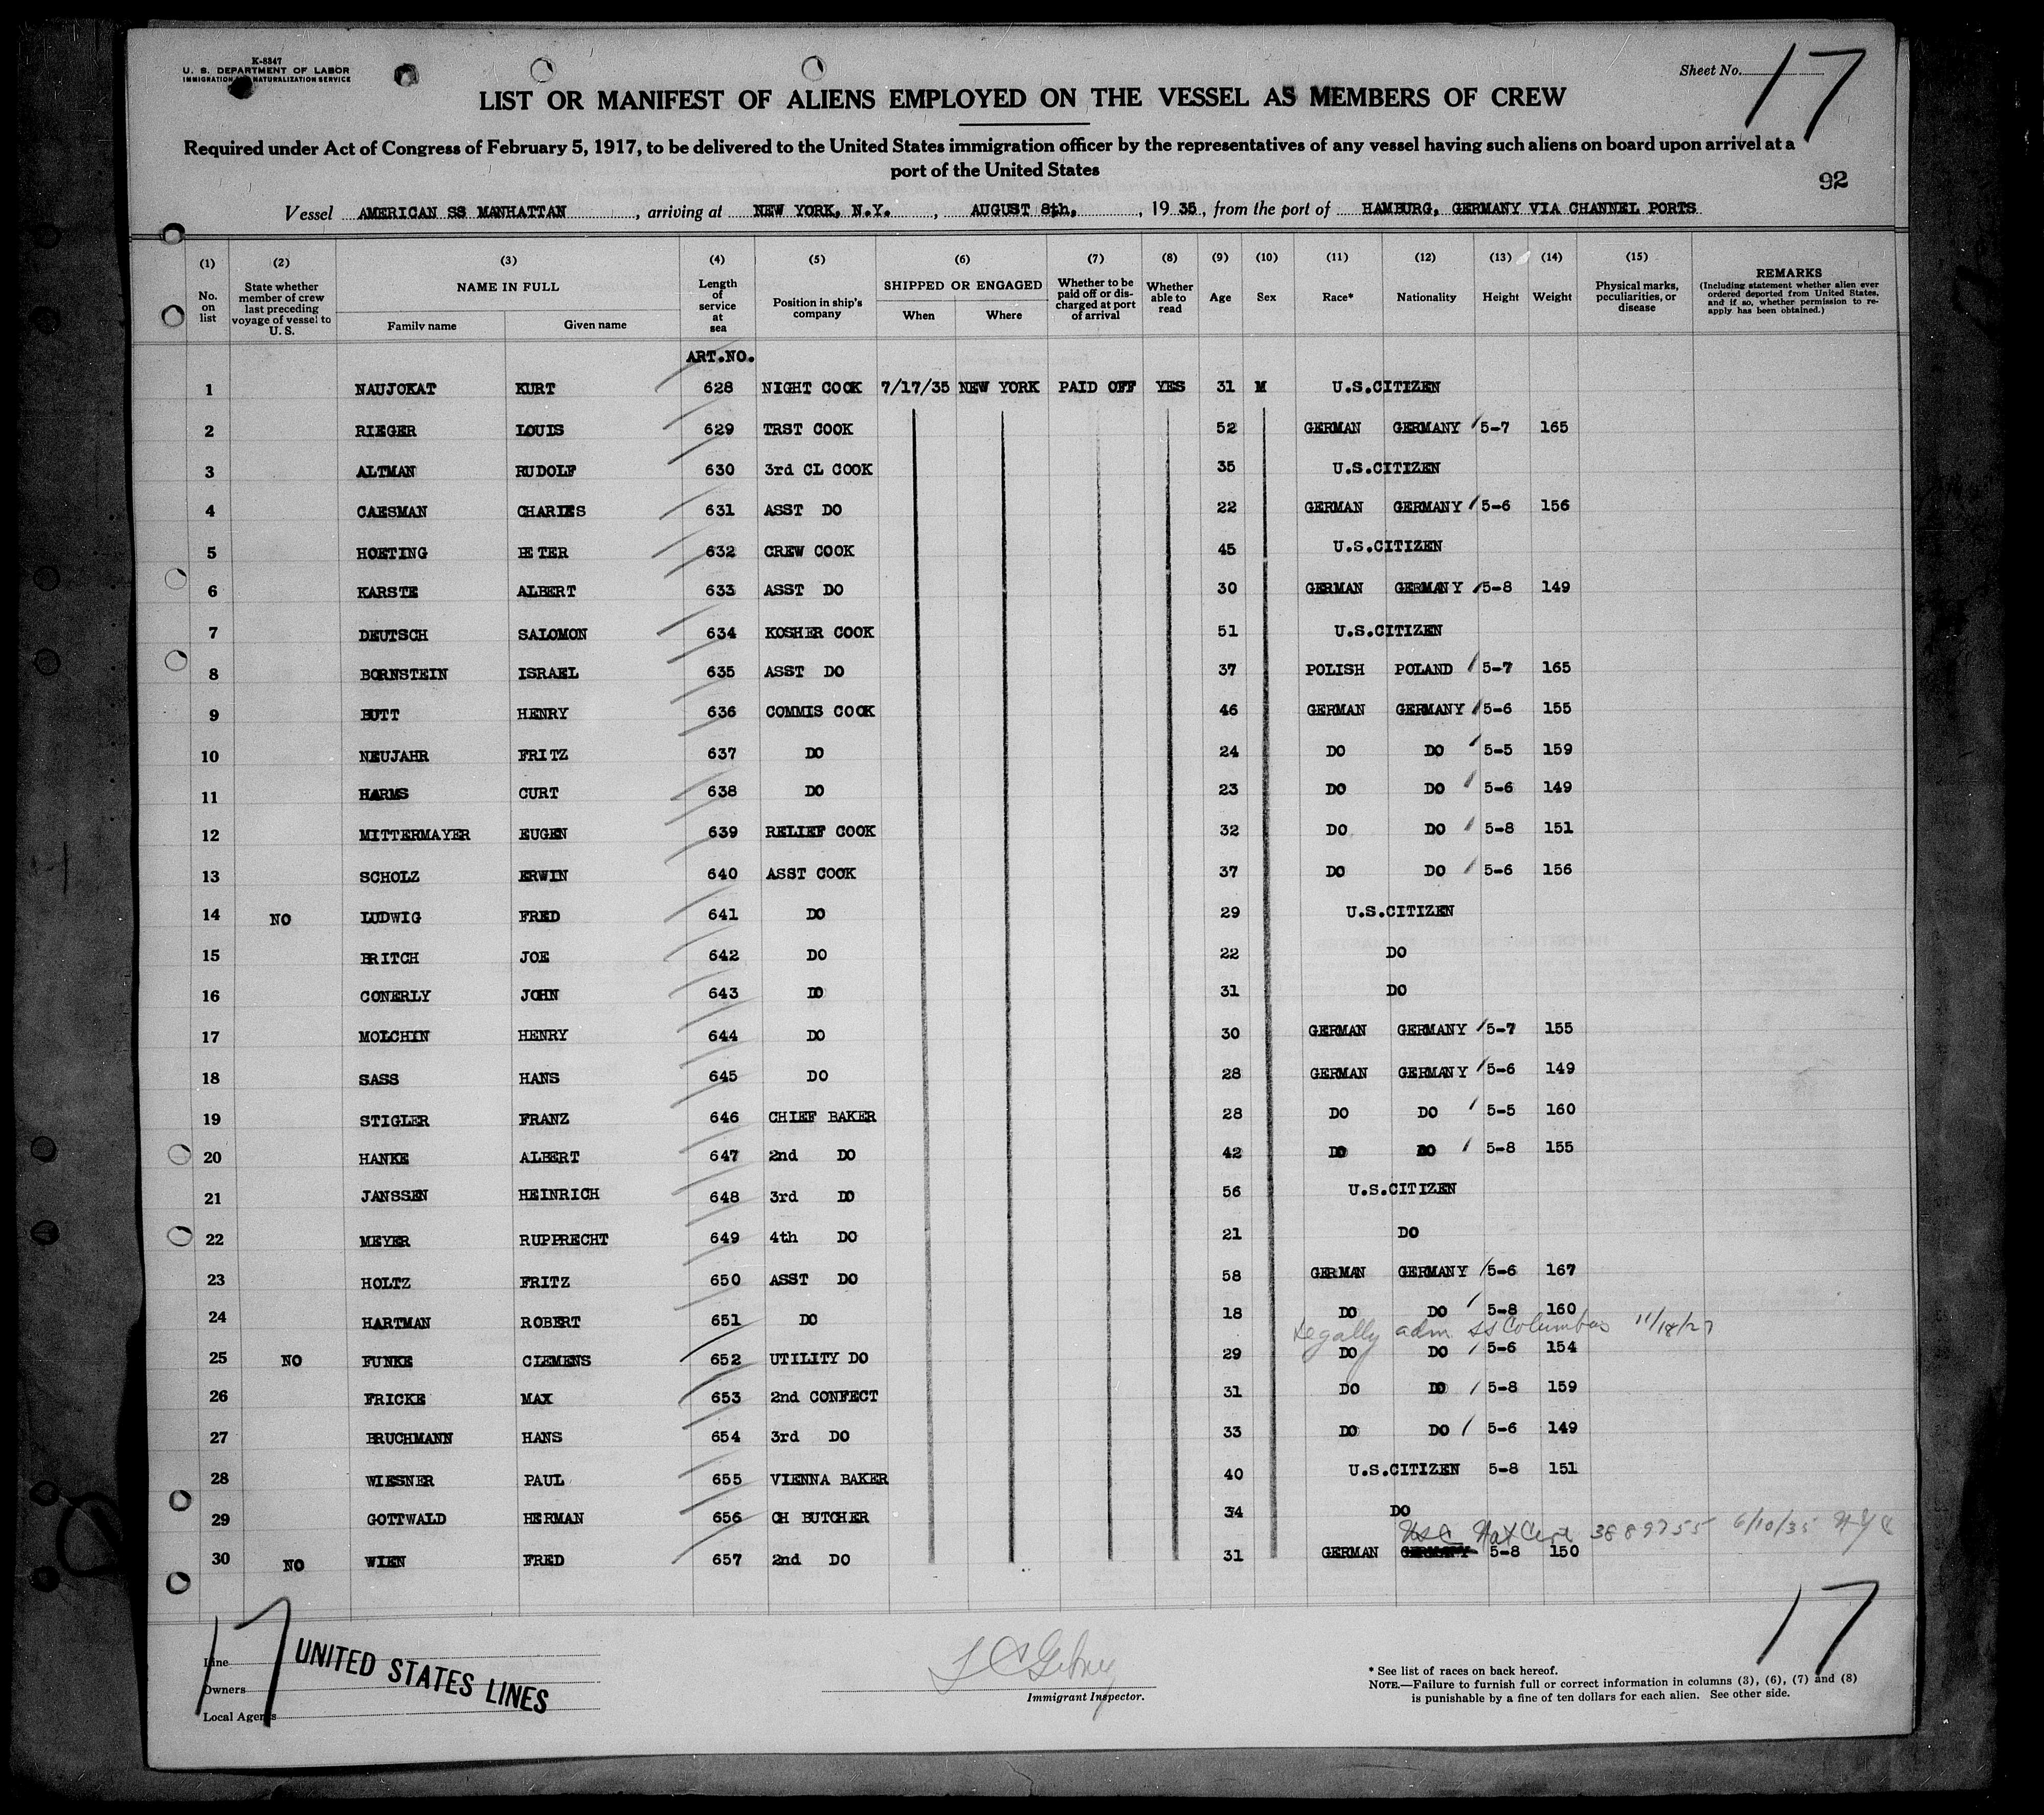 K-8347
U. S. DEPARTMENT OF LABOR
IMMIGRATION AND NATURALIZATION SERVICE
Sheet No. 17
LIST OR MANIFEST OF ALIENS EMPLOYED ON THE VESSEL AS MEMBERS OF CREW
Required under Act of Congress of February 5, 1917, to be delivered to the United States immigration officer by the representatives of any vessel having such aliens on board upon arrival at a
port of the United States
92
Vessel AMERICAN SS MANHATTAN, arriving at NEW YORK, N.Y., AUGUST 8th, 1935, from the port of HAMBURG, GERMANY VIA CHANNEL PORTS
(1) (2) (3) (4) (5) (6) (7) (8) (9) (10) (11) (12) (13) (14) (15)
No. on list
State whether member of crew last preceding voyage of vessel to U. S.
NAME IN FULL
Family name Given name
Length of service at sea
Position in ship's company
SHIPPED OR ENGAGED
When Where
Whether to be paid off or discharged at port of arrival
Whether able to read
Age
Sex
Race*
Nationality
Height
Weight
Physical marks, peculiarities, or disease
REMARKS
(Including statement whether alien ever ordered deported from United States, and if so, whether permission to re-apply has been obtained.)
ART.NO.
1 NAUJOKAT KURT 628 NIGHT COOK 7/17/35 NEW YORK PAID OFF YES 31 M U.S.CITIZEN
2 RIEGER LOUIS 629 TRST COOK 52 GERMAN GERMANY 5-7 165
3 ALTMAN RUDOLF 630 3rd CL COOK 35 U.S.CITIZEN
4 CAESMAN CHARLES 631 ASST DO 22 GERMAN GERMANY 5-6 156
5 HOETING PETER 632 CREW COOK 45 U.S.CITIZEN
6 KARSTE ALBERT 633 ASST DO 30 GERMAN GERMANY 5-8 149
7 DEUTSCH SALOMON 634 KOSHER COOK 51 U.S.CITIZEN
8 BORNSTEIN ISRAEL 635 ASST DO 37 POLISH POLAND 5-7 165
9 BUTT HENRY 636 COMMIS COOK 46 GERMAN GERMANY 5-6 155
10 NEUJAHR FRITZ 637 DO 24 DO DO 5-5 159
11 HARMS CURT 638 DO 23 DO DO 5-6 149
12 MITTERMAYER EUGEN 639 RELIEF COOK 32 DO DO 5-8 151
13 SCHOLZ ERWIN 640 ASST COOK 37 DO DO 5-6 156
14 NO LUDWIG FRED 641 DO 29 U.S.CITIZEN
15 BRITCH JOE 642 DO 22 DO
16 CONERLY JOHN 643 DO 31 DO
17 MOLCHIN HENRY 644 DO 30 GERMAN GERMANY 5-7 155
18 SASS HANS 645 DO 28 GERMAN GERMANY 5-6 149
19 STIGLER FRANZ 646 CHIEF BAKER 28 DO DO 5-5 160
20 HANKE ALBERT 647 2nd DO 42 DO DO 5-8 155
21 JANSSEN HEINRICH 648 3rd DO 56 U.S.CITIZEN
22 MEYER RUPPRECHT 649 4th DO 21 DO
23 HOLTZ FRITZ 650 ASST DO 58 GERMAN GERMANY 5-6 167
24 HARTMAN ROBERT 651 DO 18 DO DO 5-8 160
Legally adm. SS Columbus 11/18/27
25 NO FUNKE CLEMENS 652 UTILITY DO 29 DO DO 5-6 154
26 FRICKE MAX 653 2nd CONFECT 31 DO DO 5-8 159
27 BRUCHMANN HANS 654 3rd DO 33 DO DO 5-6 149
28 WIESNER PAUL 655 VIENNA BAKER 40 U.S.CITIZEN 5-8 151
29 GOTTWALD HERMAN 656 CH BUTCHER 34 DO
USC Nat Cert 3889755 6/10/35 NYC
30 NO WIEN FRED 657 2nd DO 31 GERMAN GERMANY 5-8 150
17 17
Line
Owners
Local Agents
UNITED STATES LINES
Immigrant Inspector.
* See list of races on back hereof.
NOTE.—Failure to furnish full or correct information in columns (3), (6), (7) and (8)
is punishable by a fine of ten dollars for each alien. See other side.